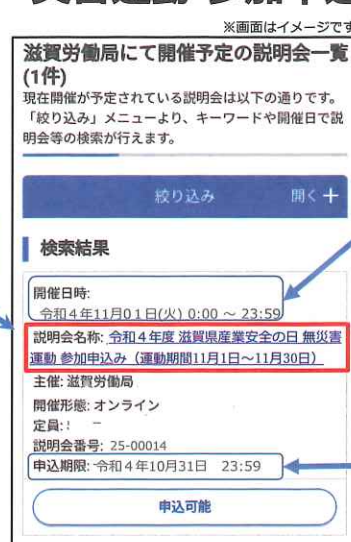 ※画面はイメージです
滋賀労働局にて開催予定の説明会一覧
(1件)
現在開催が予定されている説明会は以下の通りです。
「絞り込み」メニューより、キーワードや開催日で説
明会等の検索が行えます。
絞り込み 開く＋
検索結果
開催日時:
令和4年11月01日(火) 0:00 ～ 23:59
説明会名称: 令和4年度 滋賀県産業安全の日 無災害
運動 参加申込み（運動期間11月1日～11月30日）
主催: 滋賀労働局
開催形態: オンライン
定員:
説明会番号: 25-00014
申込期限: 令和4年10月31日 23:59
申込可能